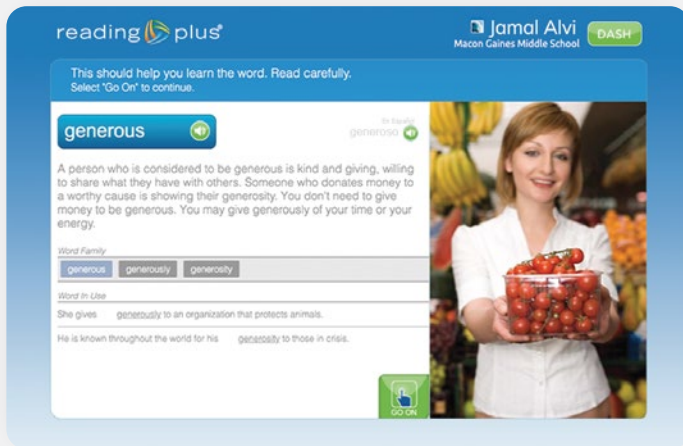 reading plus®
Jamal Alvi
Macon Gaines Middle School
DASH
This should help you learn the word. Read carefully.
Select "Go On" to continue.
generous
En Español
generoso
A person who is considered to be generous is kind and giving, willing
to share what they have with others. Someone who donates money to
a worthy cause is showing their generosity. You don't need to give
money to be generous. You may give generously of your time or your
energy.
Word Family
generous generously generosity
Word In Use
She gives generously to an organization that protects animals.
He is known throughout the world for his generosity to those in crisis.
GO ON